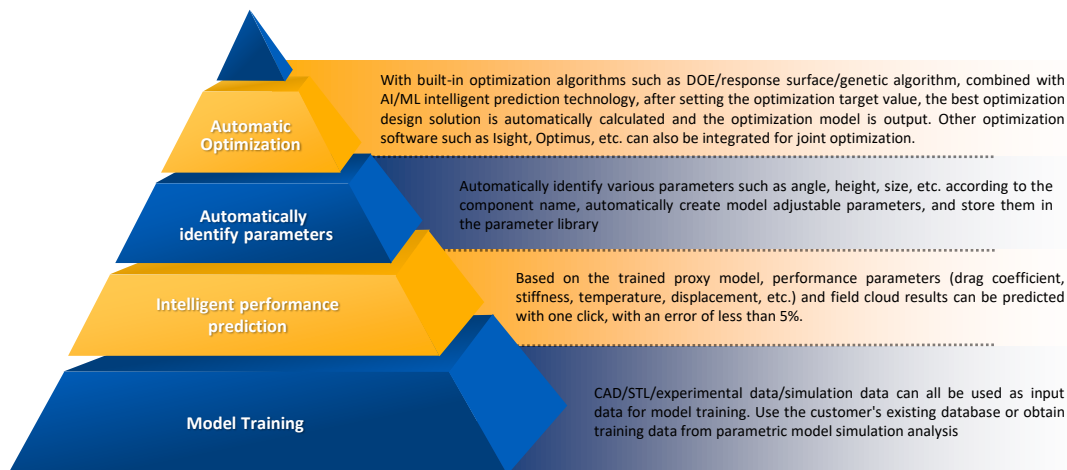 With built-in optimization algorithms such as DOE/response surface/genetic algorithm, combined with
AI/ML intelligent prediction technology, after setting the optimization target value, the best optimization
design solution is automatically calculated and the optimization model is output. Other optimization
software such as Isight, Optimus, etc. can also be integrated for joint optimization.
Automatic
Optimization
Automatically identify various parameters such as angle, height, size, etc. according to the
component name, automatically create model adjustable parameters, and store them in
the parameter library
Automatically
identify parameters
Based on the trained proxy model, performance parameters (drag coefficient,
stiffness, temperature, displacement, etc.) and field cloud results can be predicted
with one click, with an error of less than 5%.
Intelligent performance
prediction
CAD/STL/experimental data/simulation data can all be used as input
data for model training. Use the customer's existing database or obtain
training data from parametric model simulation analysis
Model Training